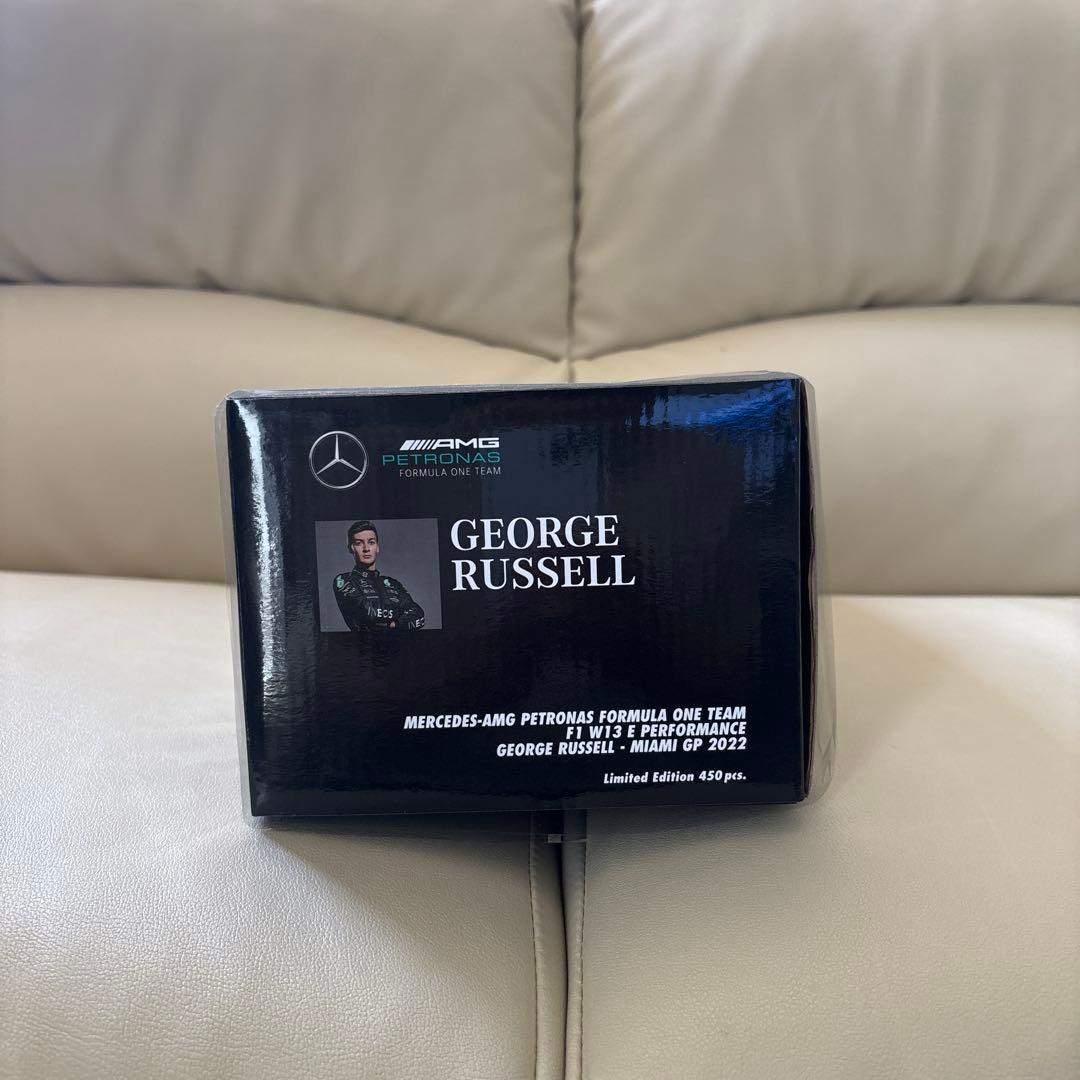 AMG
PETRONAS
FORMULA ONE TEAM
GEORGE
RUSSELL
INEOS
MERCEDES-AMG PETRONAS FORMULA ONE TEAM
F1 W13 E PERFORMANCE
GEORGE RUSSELL - MIAMI GP 2022
Limited Edition 450 pcs.